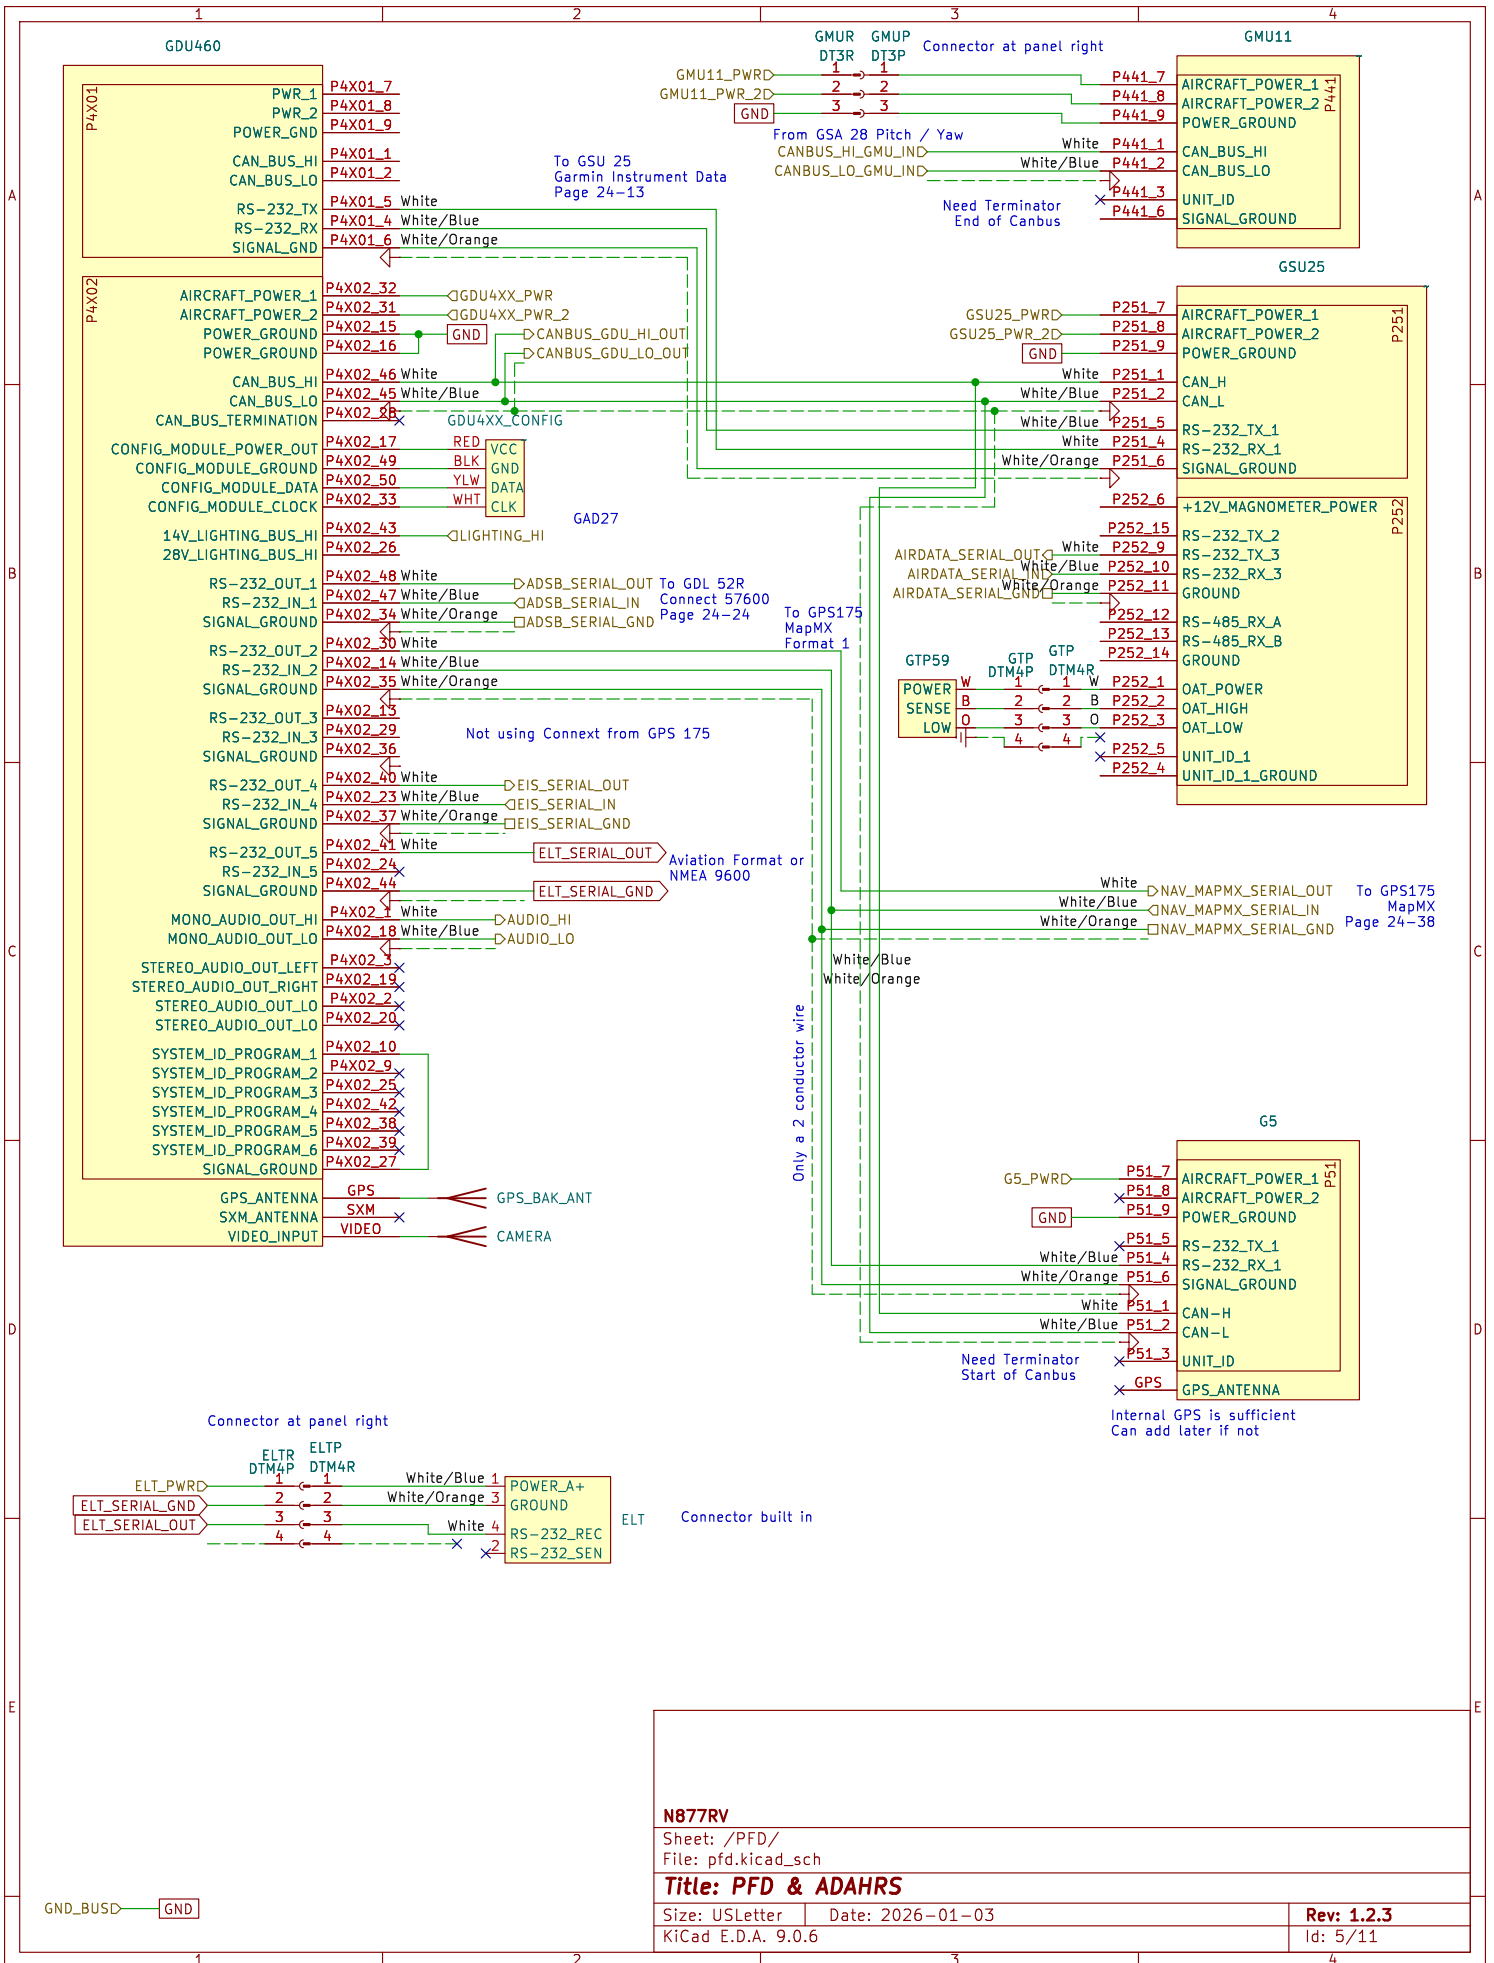 1
2
3
4
A
B
C
D
E
GDU460
P4X01
PWR_1 P4X01_7
PWR_2 P4X01_8
POWER_GND P4X01_9
CAN_BUS_HI P4X01_1
CAN_BUS_LO P4X01_2
RS-232_TX P4X01_5 White
RS-232_RX P4X01_4 White/Blue
SIGNAL_GND P4X01_6 White/Orange
To GSU 25
Garmin Instrument Data
Page 24-13
P4X02
AIRCRAFT_POWER_1 P4X02_32 GDU4XX_PWR
AIRCRAFT_POWER_2 P4X02_31 GDU4XX_PWR_2
POWER_GROUND P4X02_15 GND CANBUS_GDU_HI_OUT
POWER_GROUND P4X02_16 CANBUS_GDU_LO_OUT
CAN_BUS_HI P4X02_46 White
CAN_BUS_LO P4X02_45 White/Blue
CAN_BUS_TERMINATION P4X02_28
GDU4XX_CONFIG
CONFIG_MODULE_POWER_OUT P4X02_17 RED VCC
CONFIG_MODULE_GROUND P4X02_49 BLK GND
CONFIG_MODULE_DATA P4X02_50 YLW DATA
CONFIG_MODULE_CLOCK P4X02_33 WHT CLK
GAD27
14V_LIGHTING_BUS_HI P4X02_43 LIGHTING_HI
28V_LIGHTING_BUS_HI P4X02_26
RS-232_OUT_1 P4X02_48 White ADSB_SERIAL_OUT
RS-232_IN_1 P4X02_47 White/Blue ADSB_SERIAL_IN
SIGNAL_GROUND P4X02_34 White/Orange ADSB_SERIAL_GND
To GDL 52R
Connect 57600
Page 24-24
RS-232_OUT_2 P4X02_30 White
RS-232_IN_2 P4X02_14 White/Blue
SIGNAL_GROUND P4X02_35 White/Orange
To GPS175
MapMX
Format 1
RS-232_OUT_3 P4X02_13
RS-232_IN_3 P4X02_29
SIGNAL_GROUND P4X02_36
Not using Connext from GPS 175
RS-232_OUT_4 P4X02_40 White EIS_SERIAL_OUT
RS-232_IN_4 P4X02_23 White/Blue EIS_SERIAL_IN
SIGNAL_GROUND P4X02_37 White/Orange EIS_SERIAL_GND
RS-232_OUT_5 P4X02_41 White ELT_SERIAL_OUT
RS-232_IN_5 P4X02_24
SIGNAL_GROUND P4X02_44 ELT_SERIAL_GND
Aviation Format or
NMEA 9600
MONO_AUDIO_OUT_HI P4X02_1 White AUDIO_HI
MONO_AUDIO_OUT_LO P4X02_18 White/Blue AUDIO_LO
STEREO_AUDIO_OUT_LEFT P4X02_3
STEREO_AUDIO_OUT_RIGHT P4X02_19
STEREO_AUDIO_OUT_LO P4X02_2
STEREO_AUDIO_OUT_LO P4X02_20
SYSTEM_ID_PROGRAM_1 P4X02_10
SYSTEM_ID_PROGRAM_2 P4X02_9
SYSTEM_ID_PROGRAM_3 P4X02_25
SYSTEM_ID_PROGRAM_4 P4X02_42
SYSTEM_ID_PROGRAM_5 P4X02_38
SYSTEM_ID_PROGRAM_6 P4X02_39
SIGNAL_GROUND P4X02_27
GPS_ANTENNA GPS GPS_BAK_ANT
SXM_ANTENNA SXM
VIDEO_INPUT VIDEO CAMERA
GMUR GMUP
DT3R DT3P
Connector at panel right
GMU11_PWR 1 1
GMU11_PWR_2 2 2
GND 3 3
From GSA 28 Pitch / Yaw
CANBUS_HI_GMU_IN
CANBUS_LO_GMU_IN
Need Terminator
End of Canbus
GMU11
P441
P441_7 AIRCRAFT_POWER_1
P441_8 AIRCRAFT_POWER_2
P441_9 POWER_GROUND
White P441_1 CAN_BUS_HI
White/Blue P441_2 CAN_BUS_LO
P441_3 UNIT_ID
P441_6 SIGNAL_GROUND
GSU25
P251
GSU25_PWR P251_7 AIRCRAFT_POWER_1
GSU25_PWR_2 P251_8 AIRCRAFT_POWER_2
GND P251_9 POWER_GROUND
White P251_1 CAN_H
White/Blue P251_2 CAN_L
White/Blue P251_5 RS-232_TX_1
White P251_4 RS-232_RX_1
White/Orange P251_6 SIGNAL_GROUND
P252
P252_6 +12V_MAGNOMETER_POWER
P252_15 RS-232_TX_2
AIRDATA_SERIAL_OUT White P252_9 RS-232_TX_3
AIRDATA_SERIAL_IN White/Blue P252_10 RS-232_RX_3
AIRDATA_SERIAL_GND White/Orange P252_11 GROUND
P252_12 RS-485_RX_A
P252_13 RS-485_RX_B
P252_14 GROUND
GTP59
GTP GTP
DTM4P DTM4R
POWER W 1 1 W P252_1 OAT_POWER
SENSE B 2 2 B P252_2 OAT_HIGH
LOW O 3 3 O P252_3 OAT_LOW
4 4
P252_5 UNIT_ID_1
P252_4 UNIT_ID_1_GROUND
White NAV_MAPMX_SERIAL_OUT
White/Blue NAV_MAPMX_SERIAL_IN
White/Orange NAV_MAPMX_SERIAL_GND
To GPS175
MapMX
Page 24-38
White/Blue
White/Orange
Only a 2 conductor wire
G5
P51
G5_PWR P51_7 AIRCRAFT_POWER_1
P51_8 AIRCRAFT_POWER_2
GND P51_9 POWER_GROUND
P51_5 RS-232_TX_1
White/Blue P51_4 RS-232_RX_1
White/Orange P51_6 SIGNAL_GROUND
White P51_1 CAN-H
White/Blue P51_2 CAN-L
P51_3 UNIT_ID
GPS GPS_ANTENNA
Need Terminator
Start of Canbus
Internal GPS is sufficient
Can add later if not
Connector at panel right
ELTR ELTP
DTM4P DTM4R
ELT_PWR 1 1 White/Blue 1 POWER_A+
ELT_SERIAL_GND 2 2 White/Orange 3 GROUND
ELT_SERIAL_OUT 3 3 White 4 RS-232_REC
4 4 2 RS-232_SEN
ELT
Connector built in
GND_BUS GND
N877RV
Sheet: /PFD/
File: pfd.kicad_sch
Title: PFD & ADAHRS
Size: USLetter Date: 2026-01-03 Rev: 1.2.3
KiCad E.D.A. 9.0.6 Id: 5/11
A
B
C
D
E
1
2
3
4